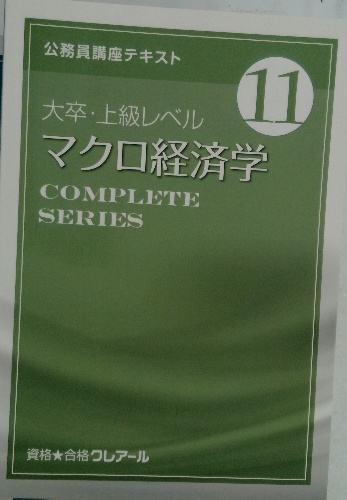 公務員講座テキスト
11
大卒・上級レベル
マクロ経済学
COMPLETE
SERIES
資格★合格クレアール